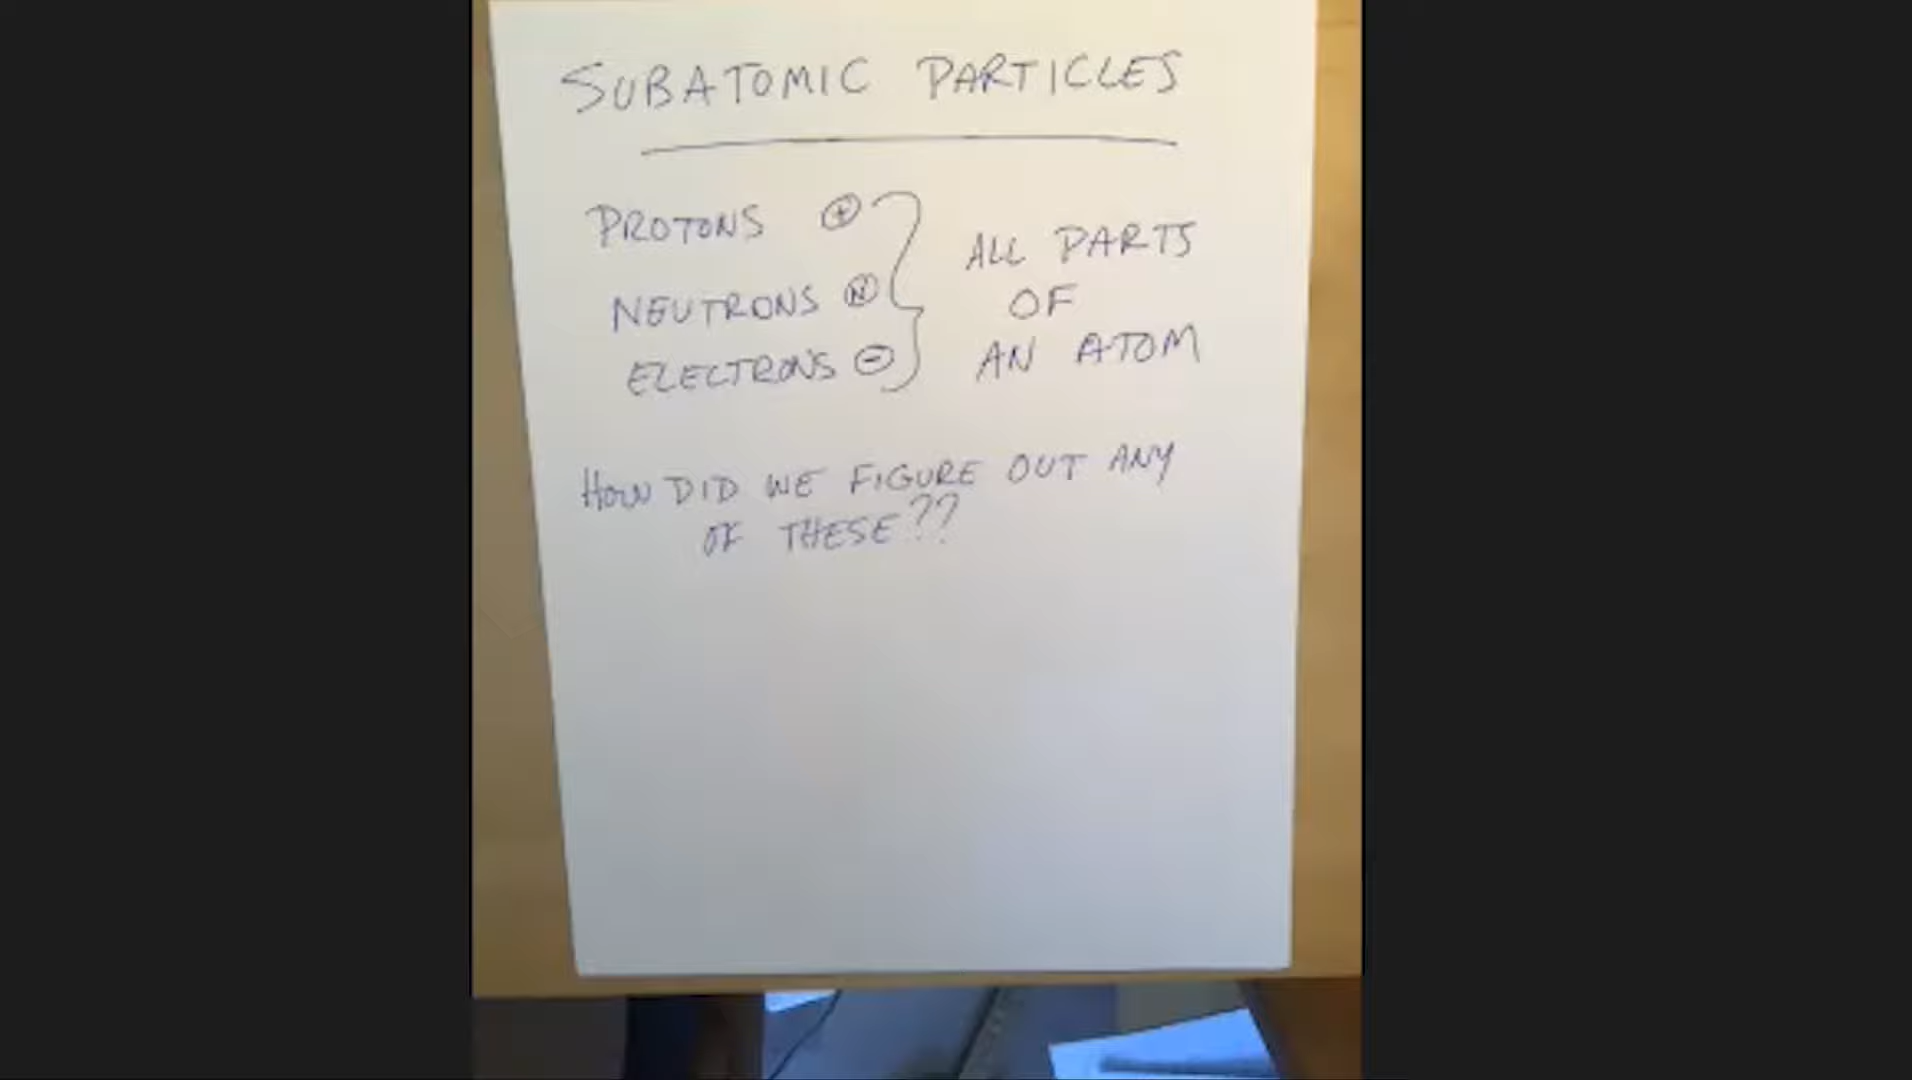 SUBATOMIC PARTICLES
PROTONS +
NEUTRONS N
ELECTRONS -
ALL PARTS
OF
AN ATOM
HOW DID WE FIGURE OUT ANY
OF THESE??